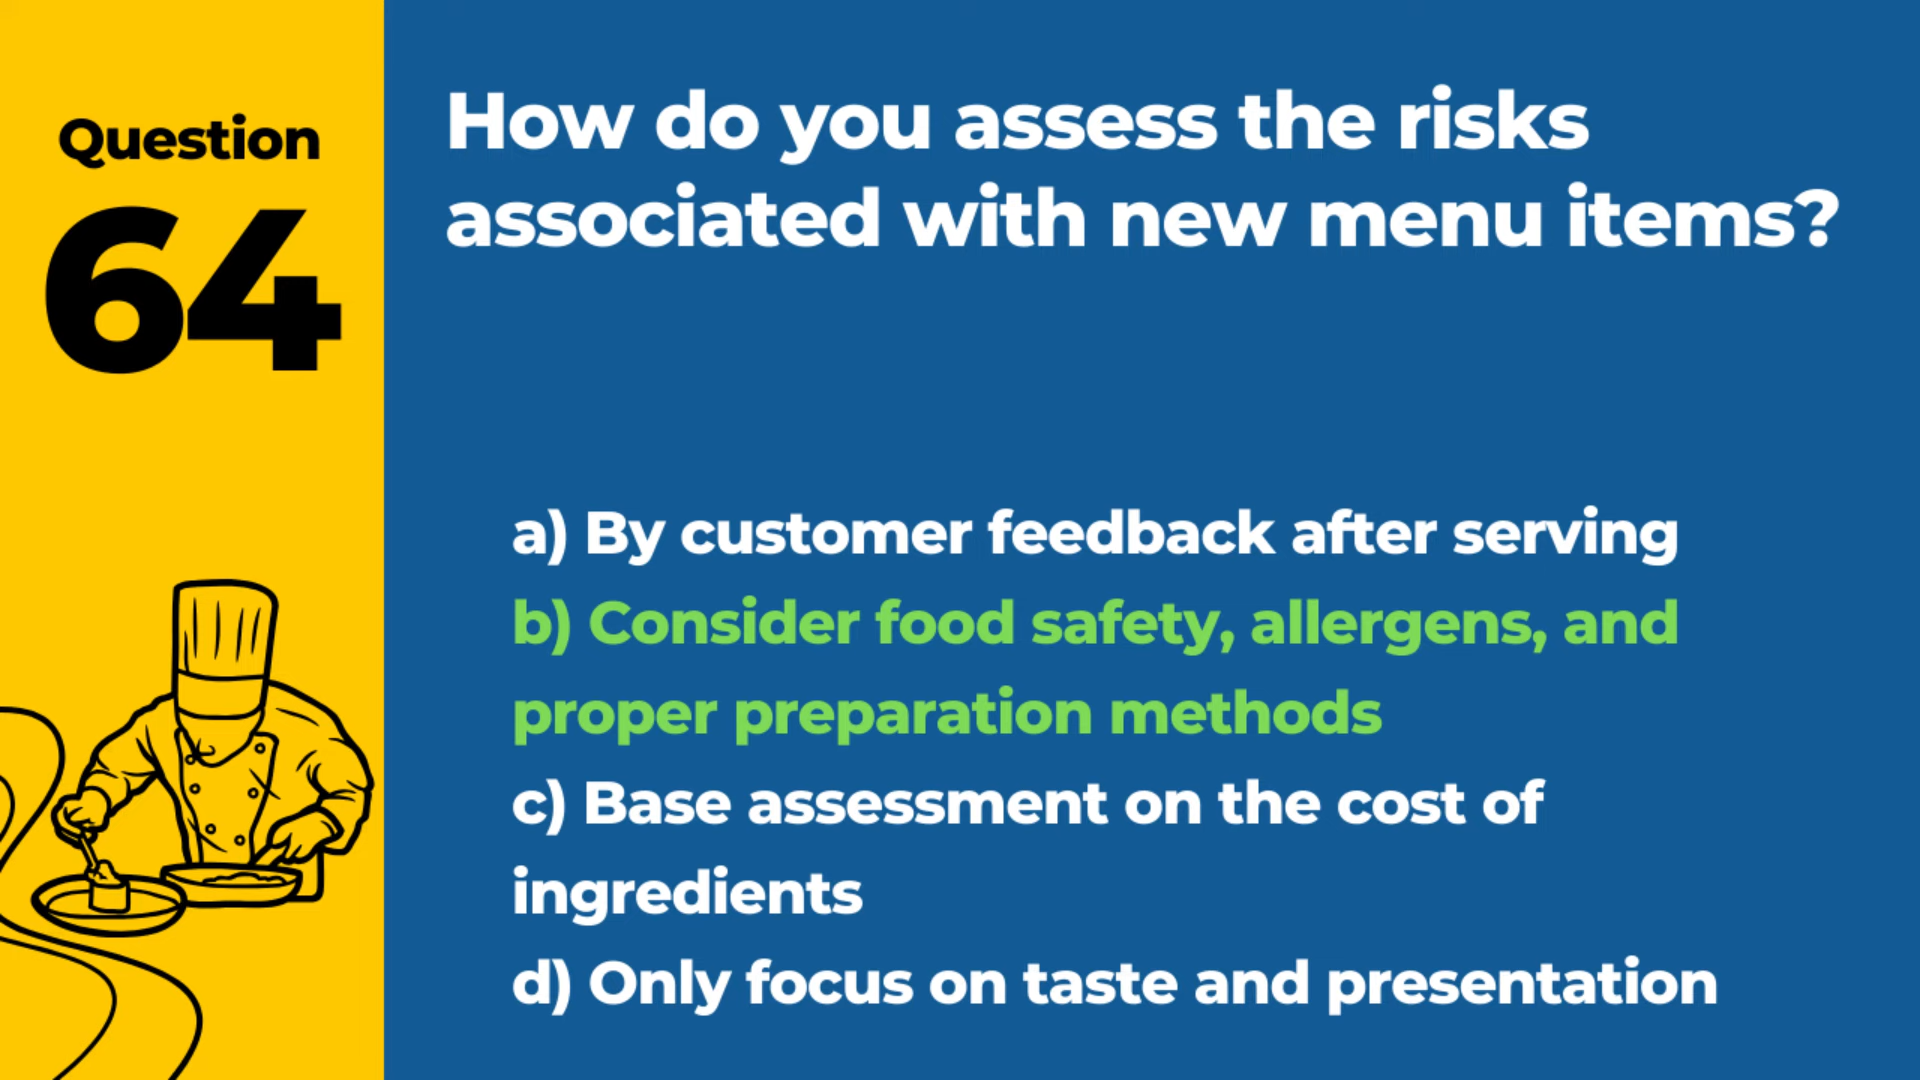 Question
64
How do you assess the risks
associated with new menu items?
a) By customer feedback after serving
b) Consider food safety, allergens, and
proper preparation methods
c) Base assessment on the cost of
ingredients
d) Only focus on taste and presentation